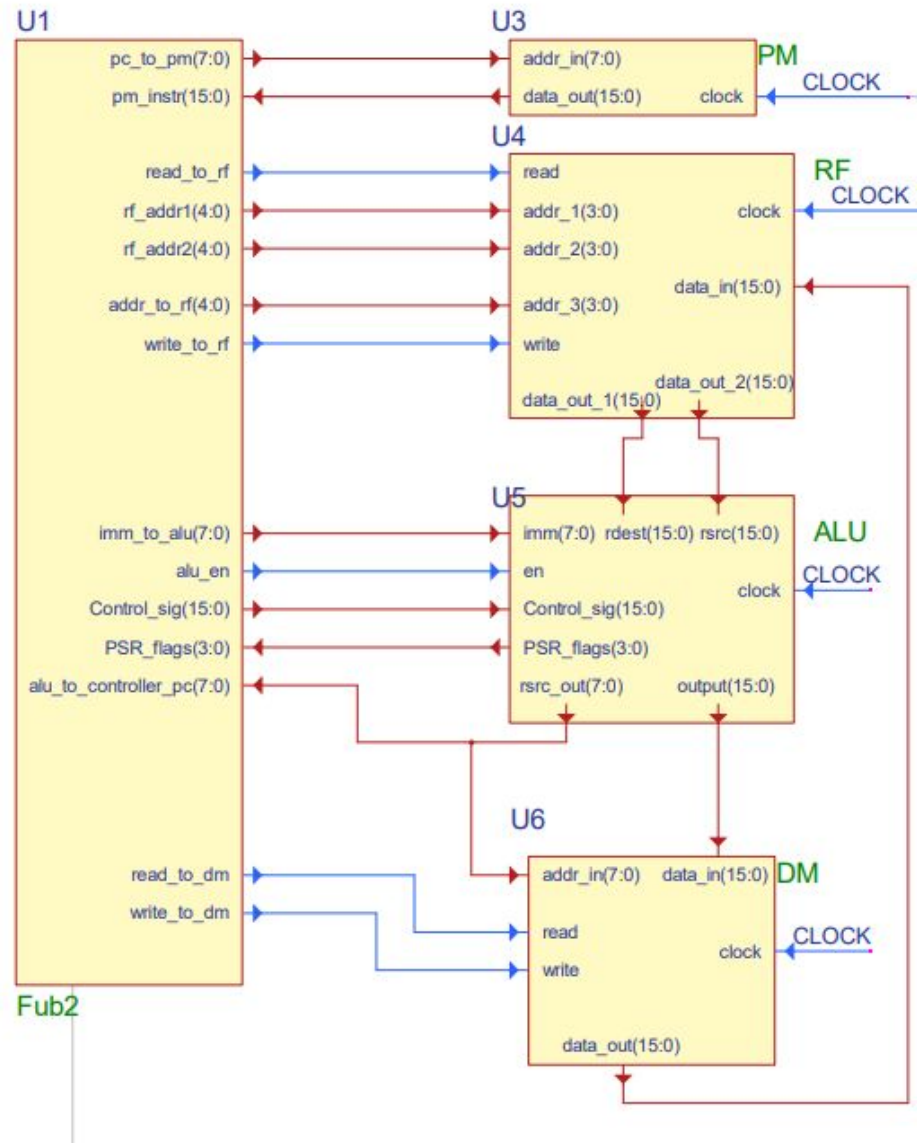 U1
pc_to_pm(7:0)
pm_instr(15:0)
read_to_rf
rf_addr1(4:0)
rf_addr2(4:0)
addr_to_rf(4:0)
write_to_rf
imm_to_alu(7:0)
alu_en
Control_sig(15:0)
PSR_flags(3:0)
alu_to_controller_pc(7:0)
read_to_dm
write_to_dm
Fub2
U3
PM
addr_in(7:0)
data_out(15:0)
clock
CLOCK
U4
RF
read
addr_1(3:0)
addr_2(3:0)
addr_3(3:0)
write
clock
CLOCK
data_in(15:0)
data_out_1(15:0)
data_out_2(15:0)
U5
ALU
imm(7:0)
rdest(15:0)
rsrc(15:0)
en
Control_sig(15:0)
PSR_flags(3:0)
clock
CLOCK
rsrc_out(7:0)
output(15:0)
U6
DM
addr_in(7:0)
data_in(15:0)
read
write
clock
CLOCK
data_out(15:0)